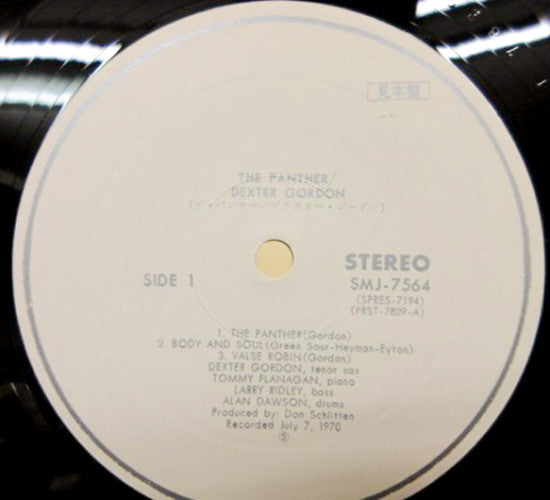 見本盤
THE PANTHER/
DEXTER GORDON
(ザ・パンサー/デクスター・ゴードン)
SIDE 1
STEREO
SMJ-7564
(SPRES-7194)
(PRST-7829-A)
1. THE PANTHER(Gordon)
2. BODY AND SOUL(Green Sour-Heyman-Eyton)
3. VALSE ROBIN(Gordon)
DEXTER GORDON, tenor sax
TOMMY FLANAGAN, piano
LARRY RIDLEY, bass
ALAN DAWSON, drums
Produced by: Don Schlitten
Recorded July 7, 1970
Ⓢ